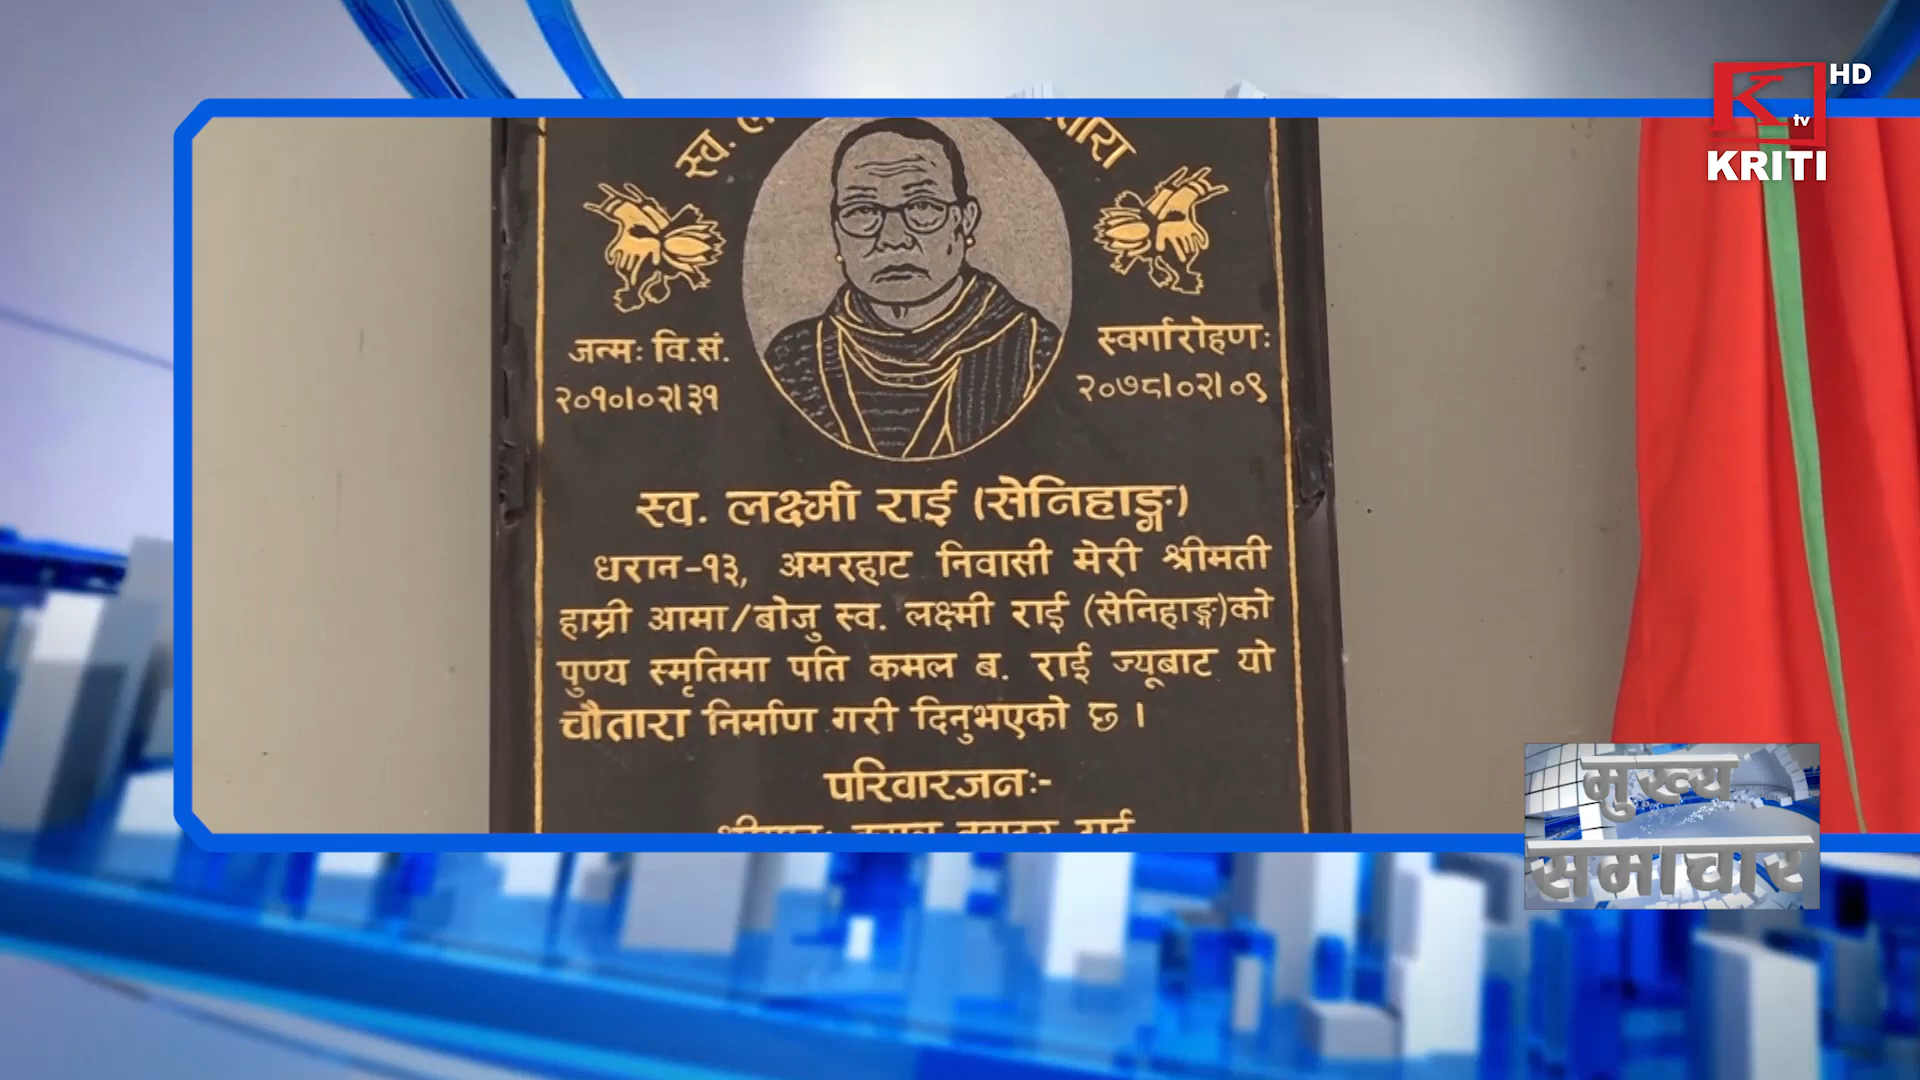 HD
K tv
KRITI
स्व.
जन्मः वि.सं.
२०१०।०२।३१
स्वर्गारोहणः
२०७८।०२।०९
स्व. लक्ष्मी राई (सेनिहाङ्ग)
धरान-१३, अमरहाट निवासी मेरी श्रीमती
हाम्री आमा/बोजु स्व. लक्ष्मी राई (सेनिहाङ्ग)को
पुण्य स्मृतिमा पति कमल ब. राई ज्यूबाट यो
चौतारा निर्माण गरी दिनुभएको छ ।
परिवारजनः-
मुख्य
समाचार